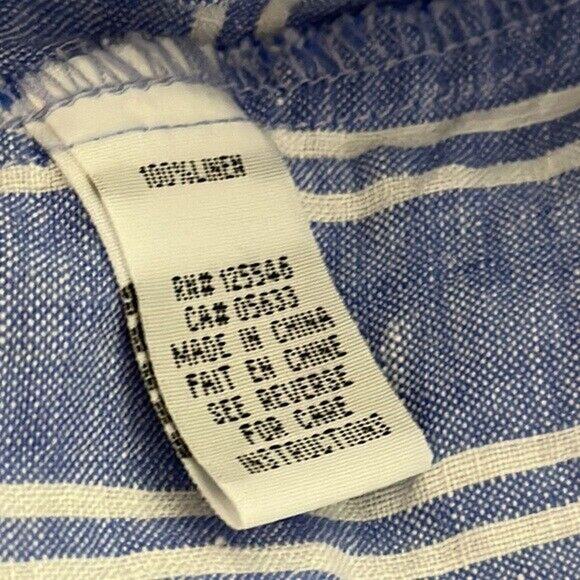 100% LINEN
RN# 125546
CA# 05633
MADE IN CHINA
FAIT EN CHINE
SEE REVERSE
FOR CARE
INSTRUCTIONS